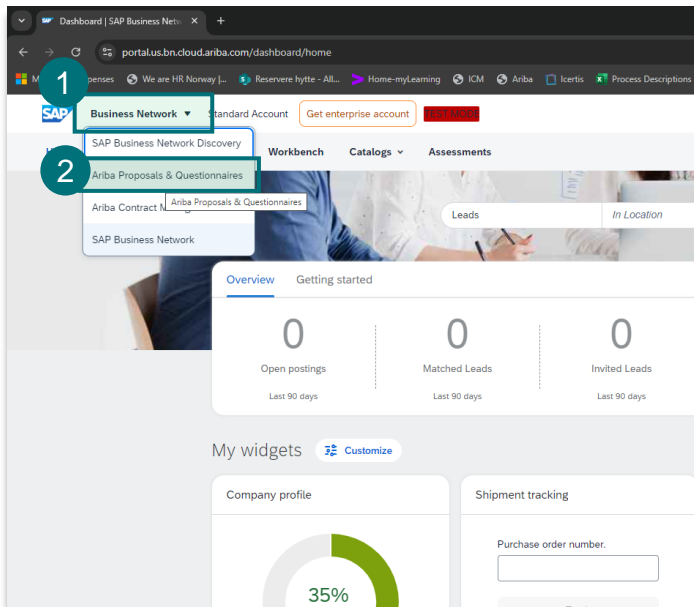 Dashboard | SAP Business Netw
portal.us.bn.cloud.ariba.com/dashboard/home
We are HR Norway |...
Reservere hytte - All...
Home-myLearning
ICM
Ariba
Icertis
Process Descriptions
1
SAP
Business Network
Standard Account
Get enterprise account
TEST MODE
SAP Business Network Discovery
Workbench
Catalogs
Assessments
2
Ariba Proposals & Questionnaires
Ariba Proposals & Questionnaires
SAP Business Network
Leads
In Location
Overview
Getting started
0
0
0
Open postings
Matched Leads
Invited Leads
Last 90 days
Last 90 days
Last 90 days
My widgets
Customize
Company profile
Shipment tracking
Purchase order number.
35%